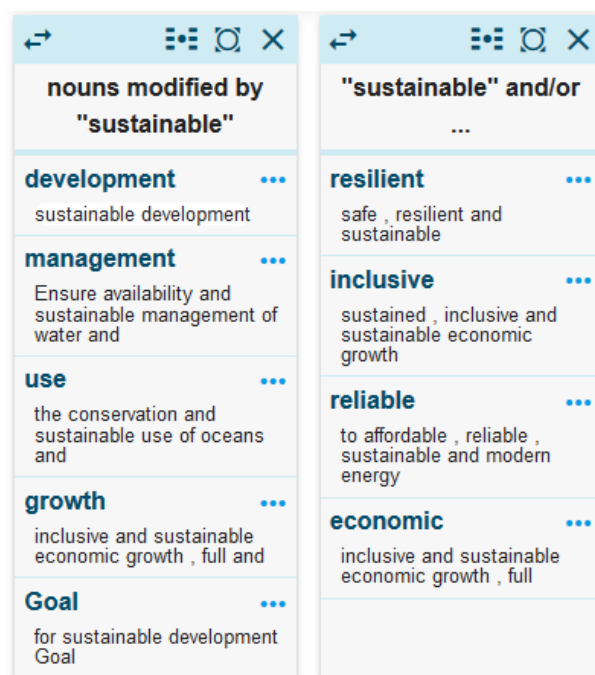 nouns modified by
"sustainable"
development
sustainable development
management
Ensure availability and
sustainable management of
water and
use
the conservation and
sustainable use of oceans
and
growth
inclusive and sustainable
economic growth , full and
Goal
for sustainable development
Goal
"sustainable" and/or
...
resilient
safe , resilient and
sustainable
inclusive
sustained , inclusive and
sustainable economic
growth
reliable
to affordable , reliable ,
sustainable and modern
energy
economic
inclusive and sustainable
economic growth , full